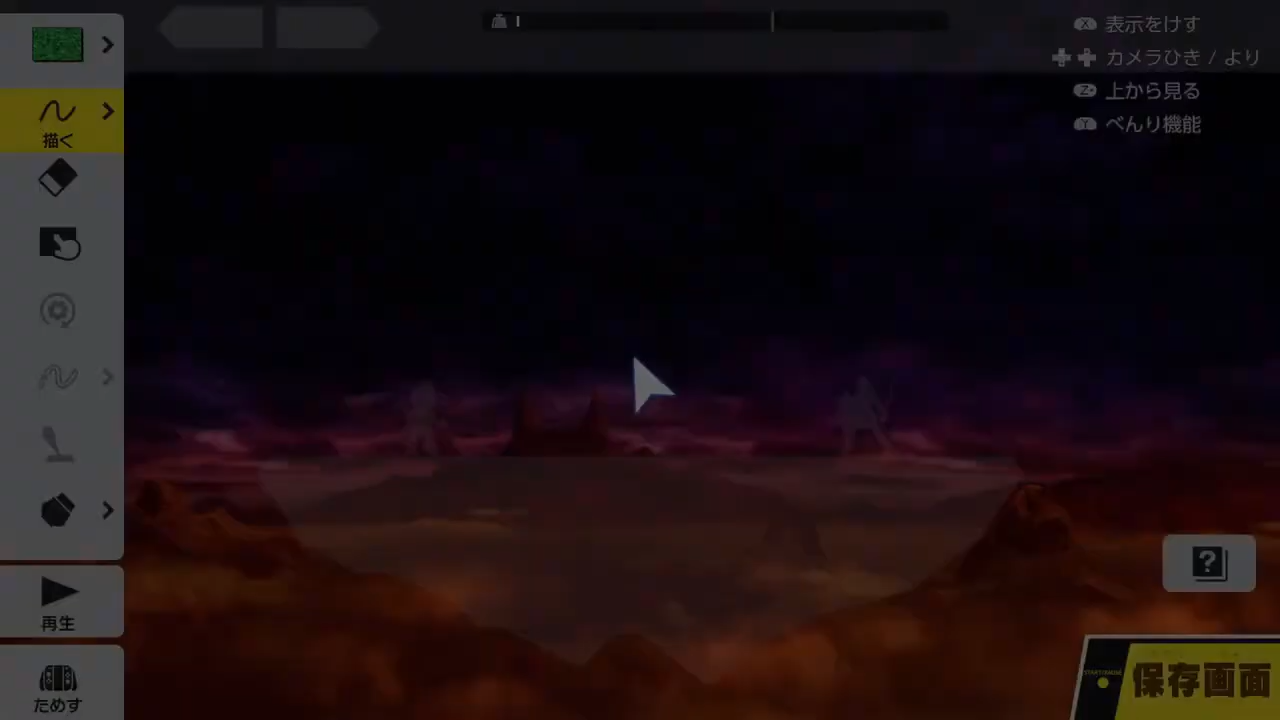 X 表示をけす
カメラひき / より
上から見る
Y べんり機能
描く
?
再生
ためす
保存画面